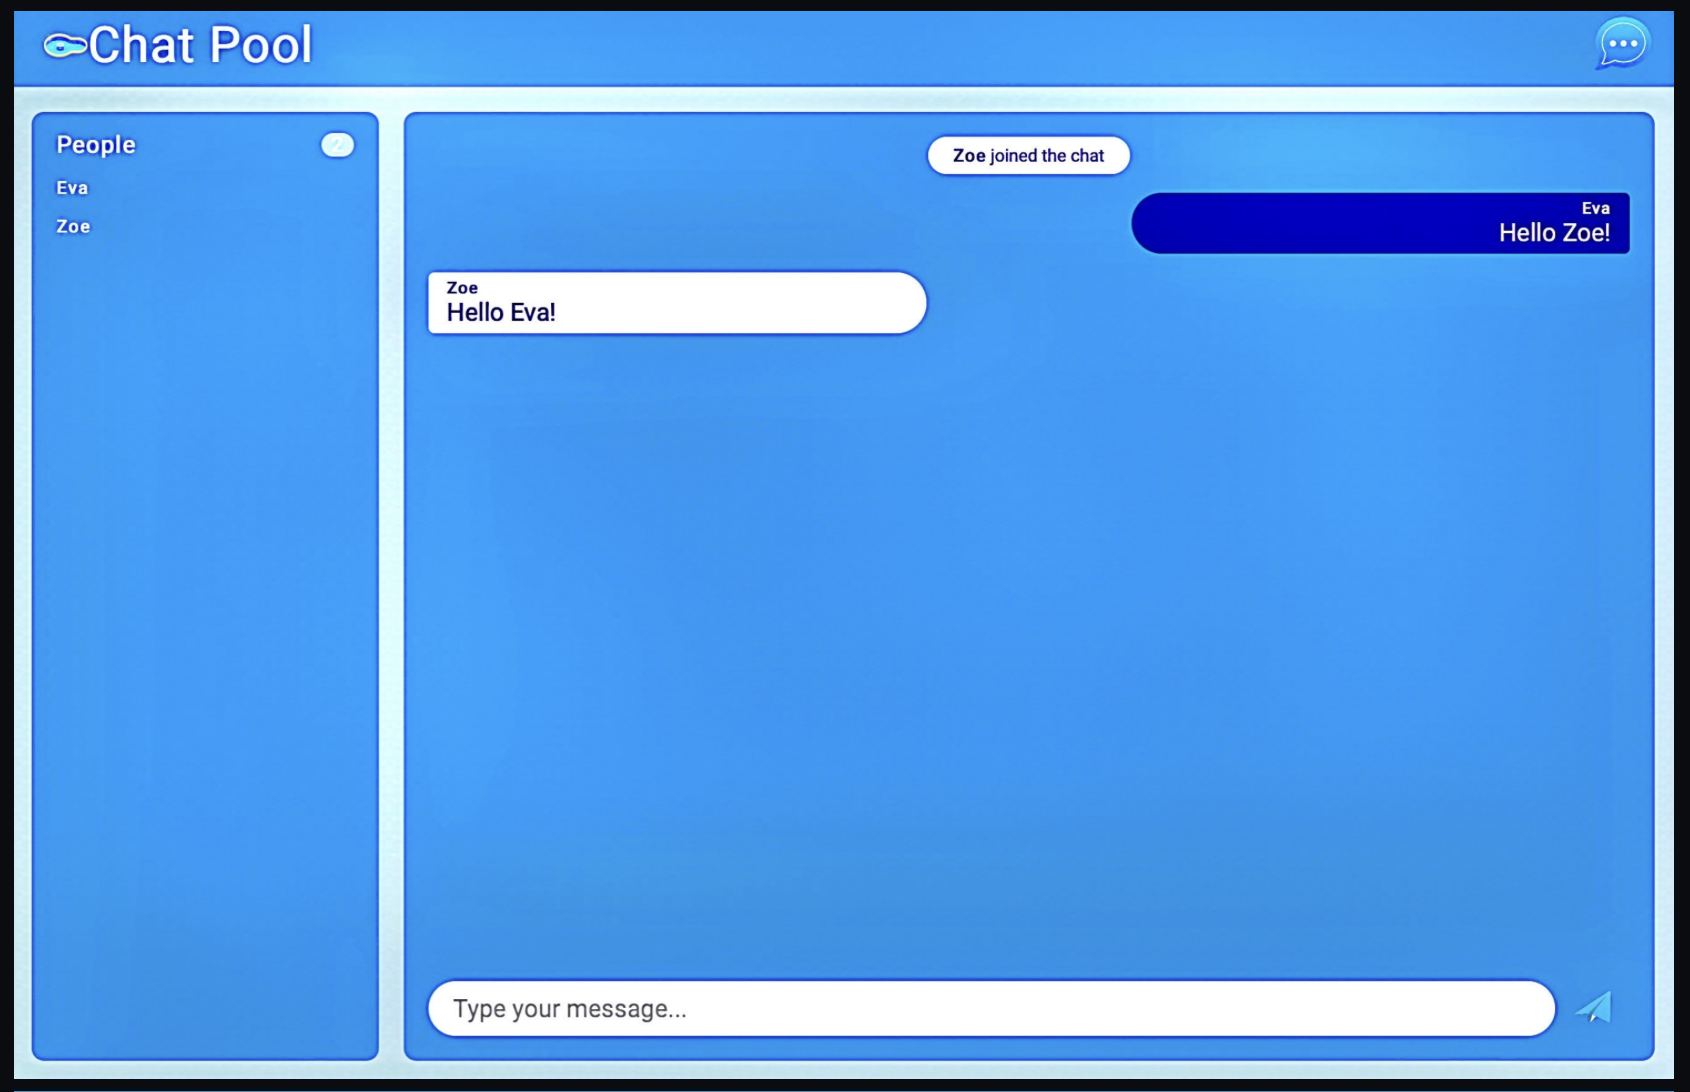 Chat Pool
People 2
Eva
Zoe
Zoe joined the chat
Eva
Hello Zoe!
Zoe
Hello Eva!
Type your message...